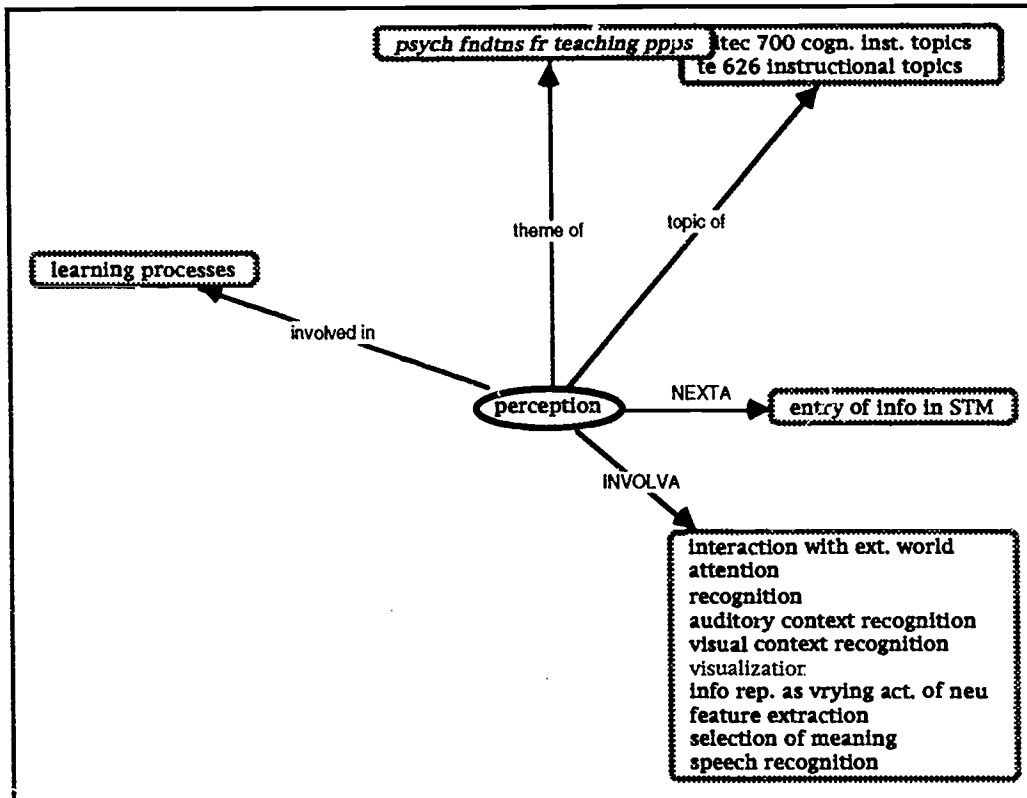 psych fndtns fr teaching ppps
itec 700 cogn. inst. topics
te 626 instructional topics
theme of
topic of
learning processes
involved in
perception
NEXTA
entry of info in STM
INVOLVA
interaction with ext. world
attention
recognition
auditory context recognition
visual context recognition
visualization
info rep. as vrying act. of neu
feature extraction
selection of meaning
speech recognition